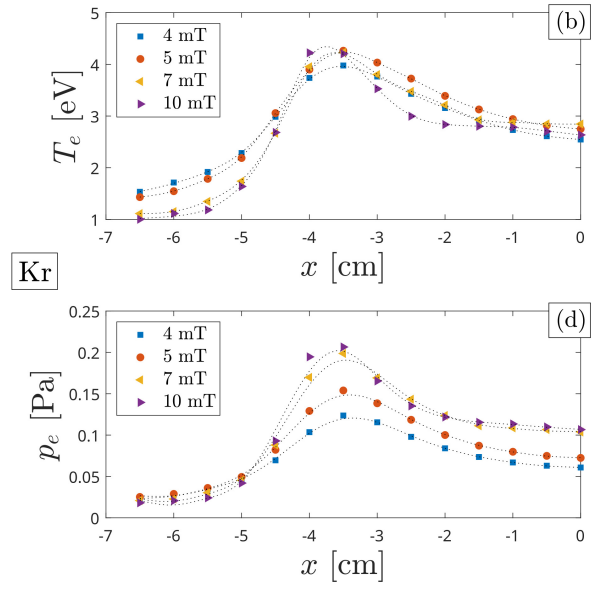 (b)
5
4
3
2
1
T_e [eV]
4 mT
5 mT
7 mT
10 mT
-7 -6 -5 -4 -3 -2 -1 0
x [cm]
Kr
(d)
0.25
0.2
0.15
0.1
0.05
0
p_e [Pa]
4 mT
5 mT
7 mT
10 mT
-7 -6 -5 -4 -3 -2 -1 0
x [cm]